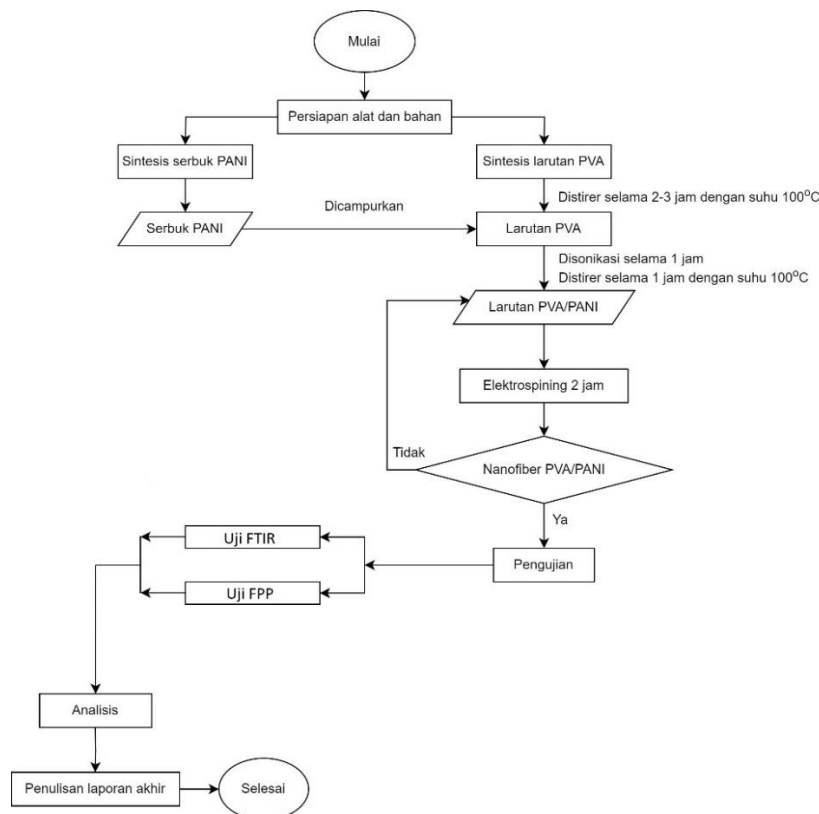 Mulai
Persiapan alat dan bahan
Sintesis serbuk PANI
Sintesis larutan PVA
Distirer selama 2-3 jam dengan suhu 100°C
Dicampurkan
Serbuk PANI
Larutan PVA
Disonikasi selama 1 jam
Distirer selama 1 jam dengan suhu 100°C
Larutan PVA/PANI
Elektrospining 2 jam
Tidak
Nanofiber PVA/PANI
Ya
Uji FTIR
Pengujian
Uji FPP
Analisis
Penulisan laporan akhir
Selesai